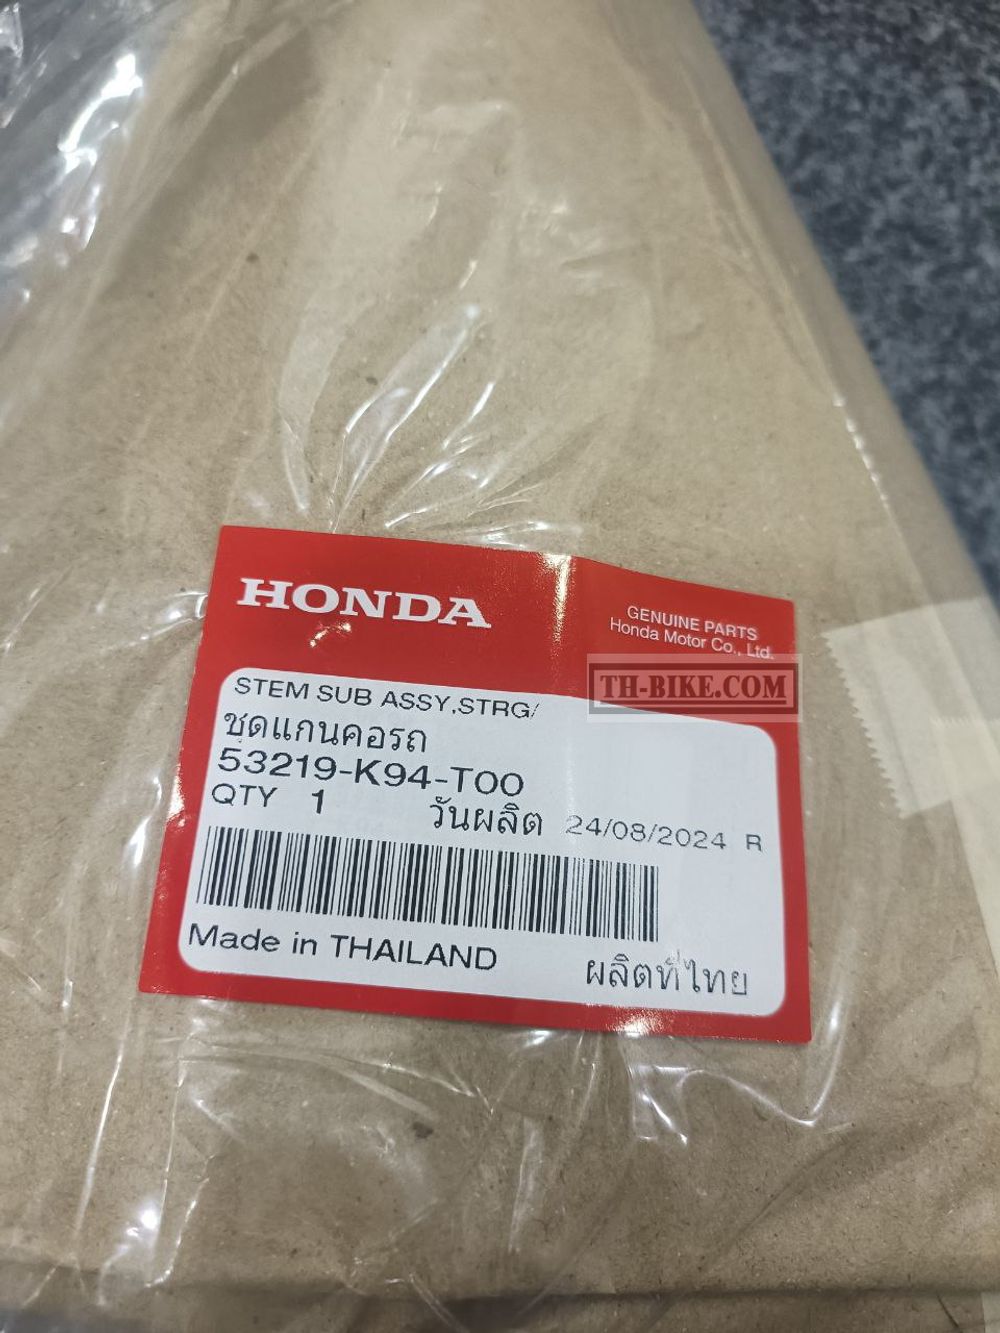 HONDA
GENUINE PARTS
Honda Motor Co., Ltd.
TH-BIKE.COM
STEM SUB ASSY,STRG/
ชุดแกนคอรถ
53219-K94-T00
QTY 1 วันผลิต 24/08/2024 R
Made in THAILAND ผลิตที่ไทย